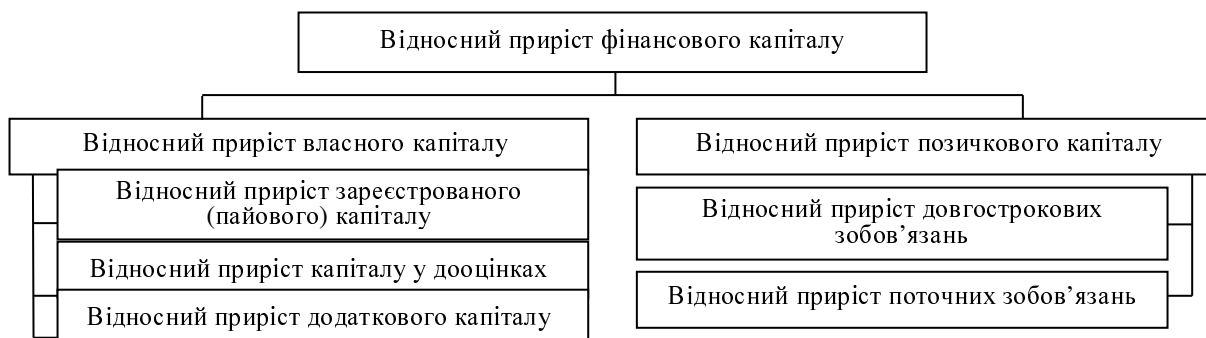 Відносний приріст фінансового капіталу
Відносний приріст власного капіталу
Відносний приріст зареєстрованого
(пайового) капіталу
Відносний приріст капіталу у дооцінках
Відносний приріст додаткового капіталу
Відносний приріст позичкового капіталу
Відносний приріст довгострокових
зобов’язань
Відносний приріст поточних зобов’язань